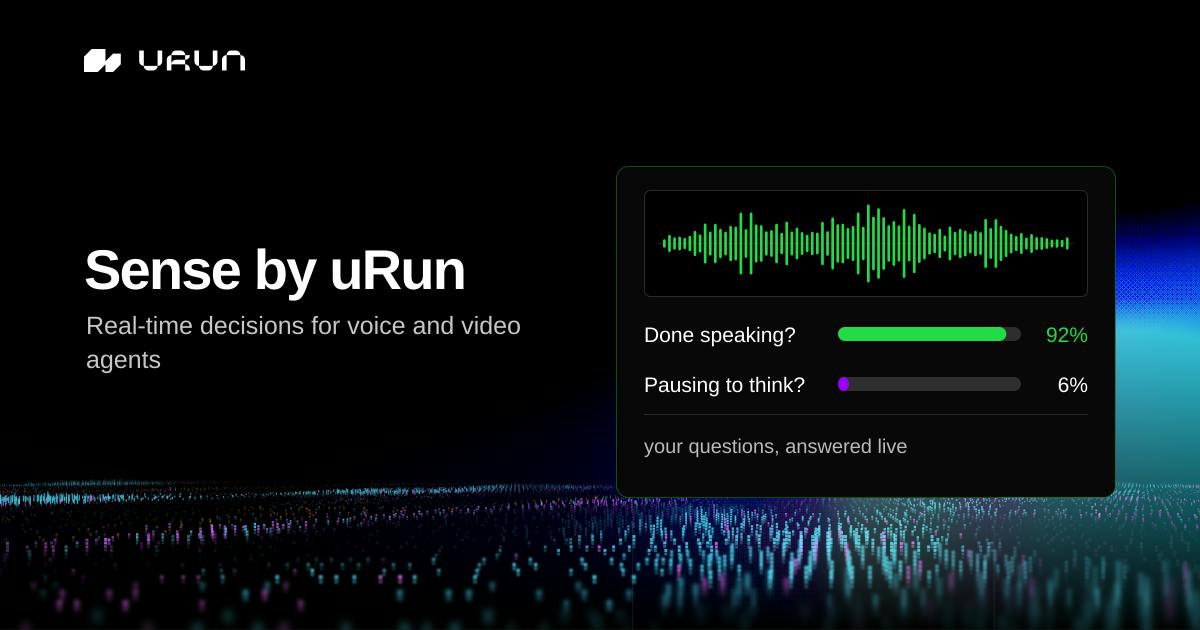 URUN
Sense by uRun
Real-time decisions for voice and video
agents
Done speaking? 92%
Pausing to think? 6%
your questions, answered live